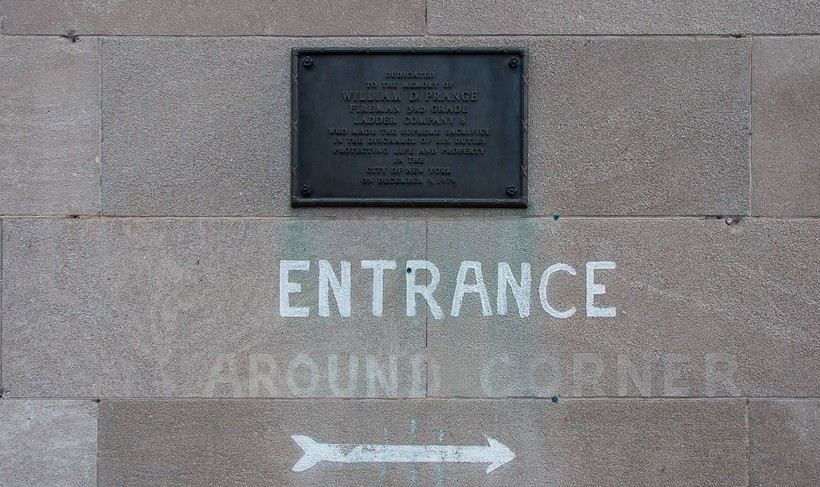 DEDICATED
TO THE MEMORY OF
WILLIAM D. PRANGE
FIREMAN 3RD GRADE
LADDER COMPANY 6
WHO MADE THE SUPREME SACRIFICE
IN THE DISCHARGE OF HIS DUTIES
PROTECTING LIFE AND PROPERTY
IN THE
CITY OF NEW YORK
ON DECEMBER 9, 1979
ENTRANCE
AROUND CORNER